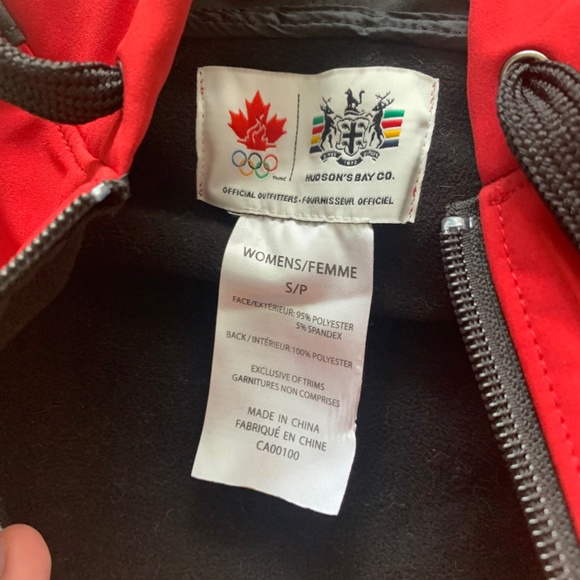 HUDSON'S BAY CO.
OFFICIAL OUTFITTERS · FOURNISSEUR OFFICIEL
WOMENS/FEMME
S/P
FACE/EXTÉRIEUR: 95% POLYESTER
5% SPANDEX
BACK/INTÉRIEUR:100% POLYESTER
EXCLUSIVE OF TRIMS
GARNITURES NON COMPRISES
MADE IN CHINA
FABRIQUÉ EN CHINE
CA00100